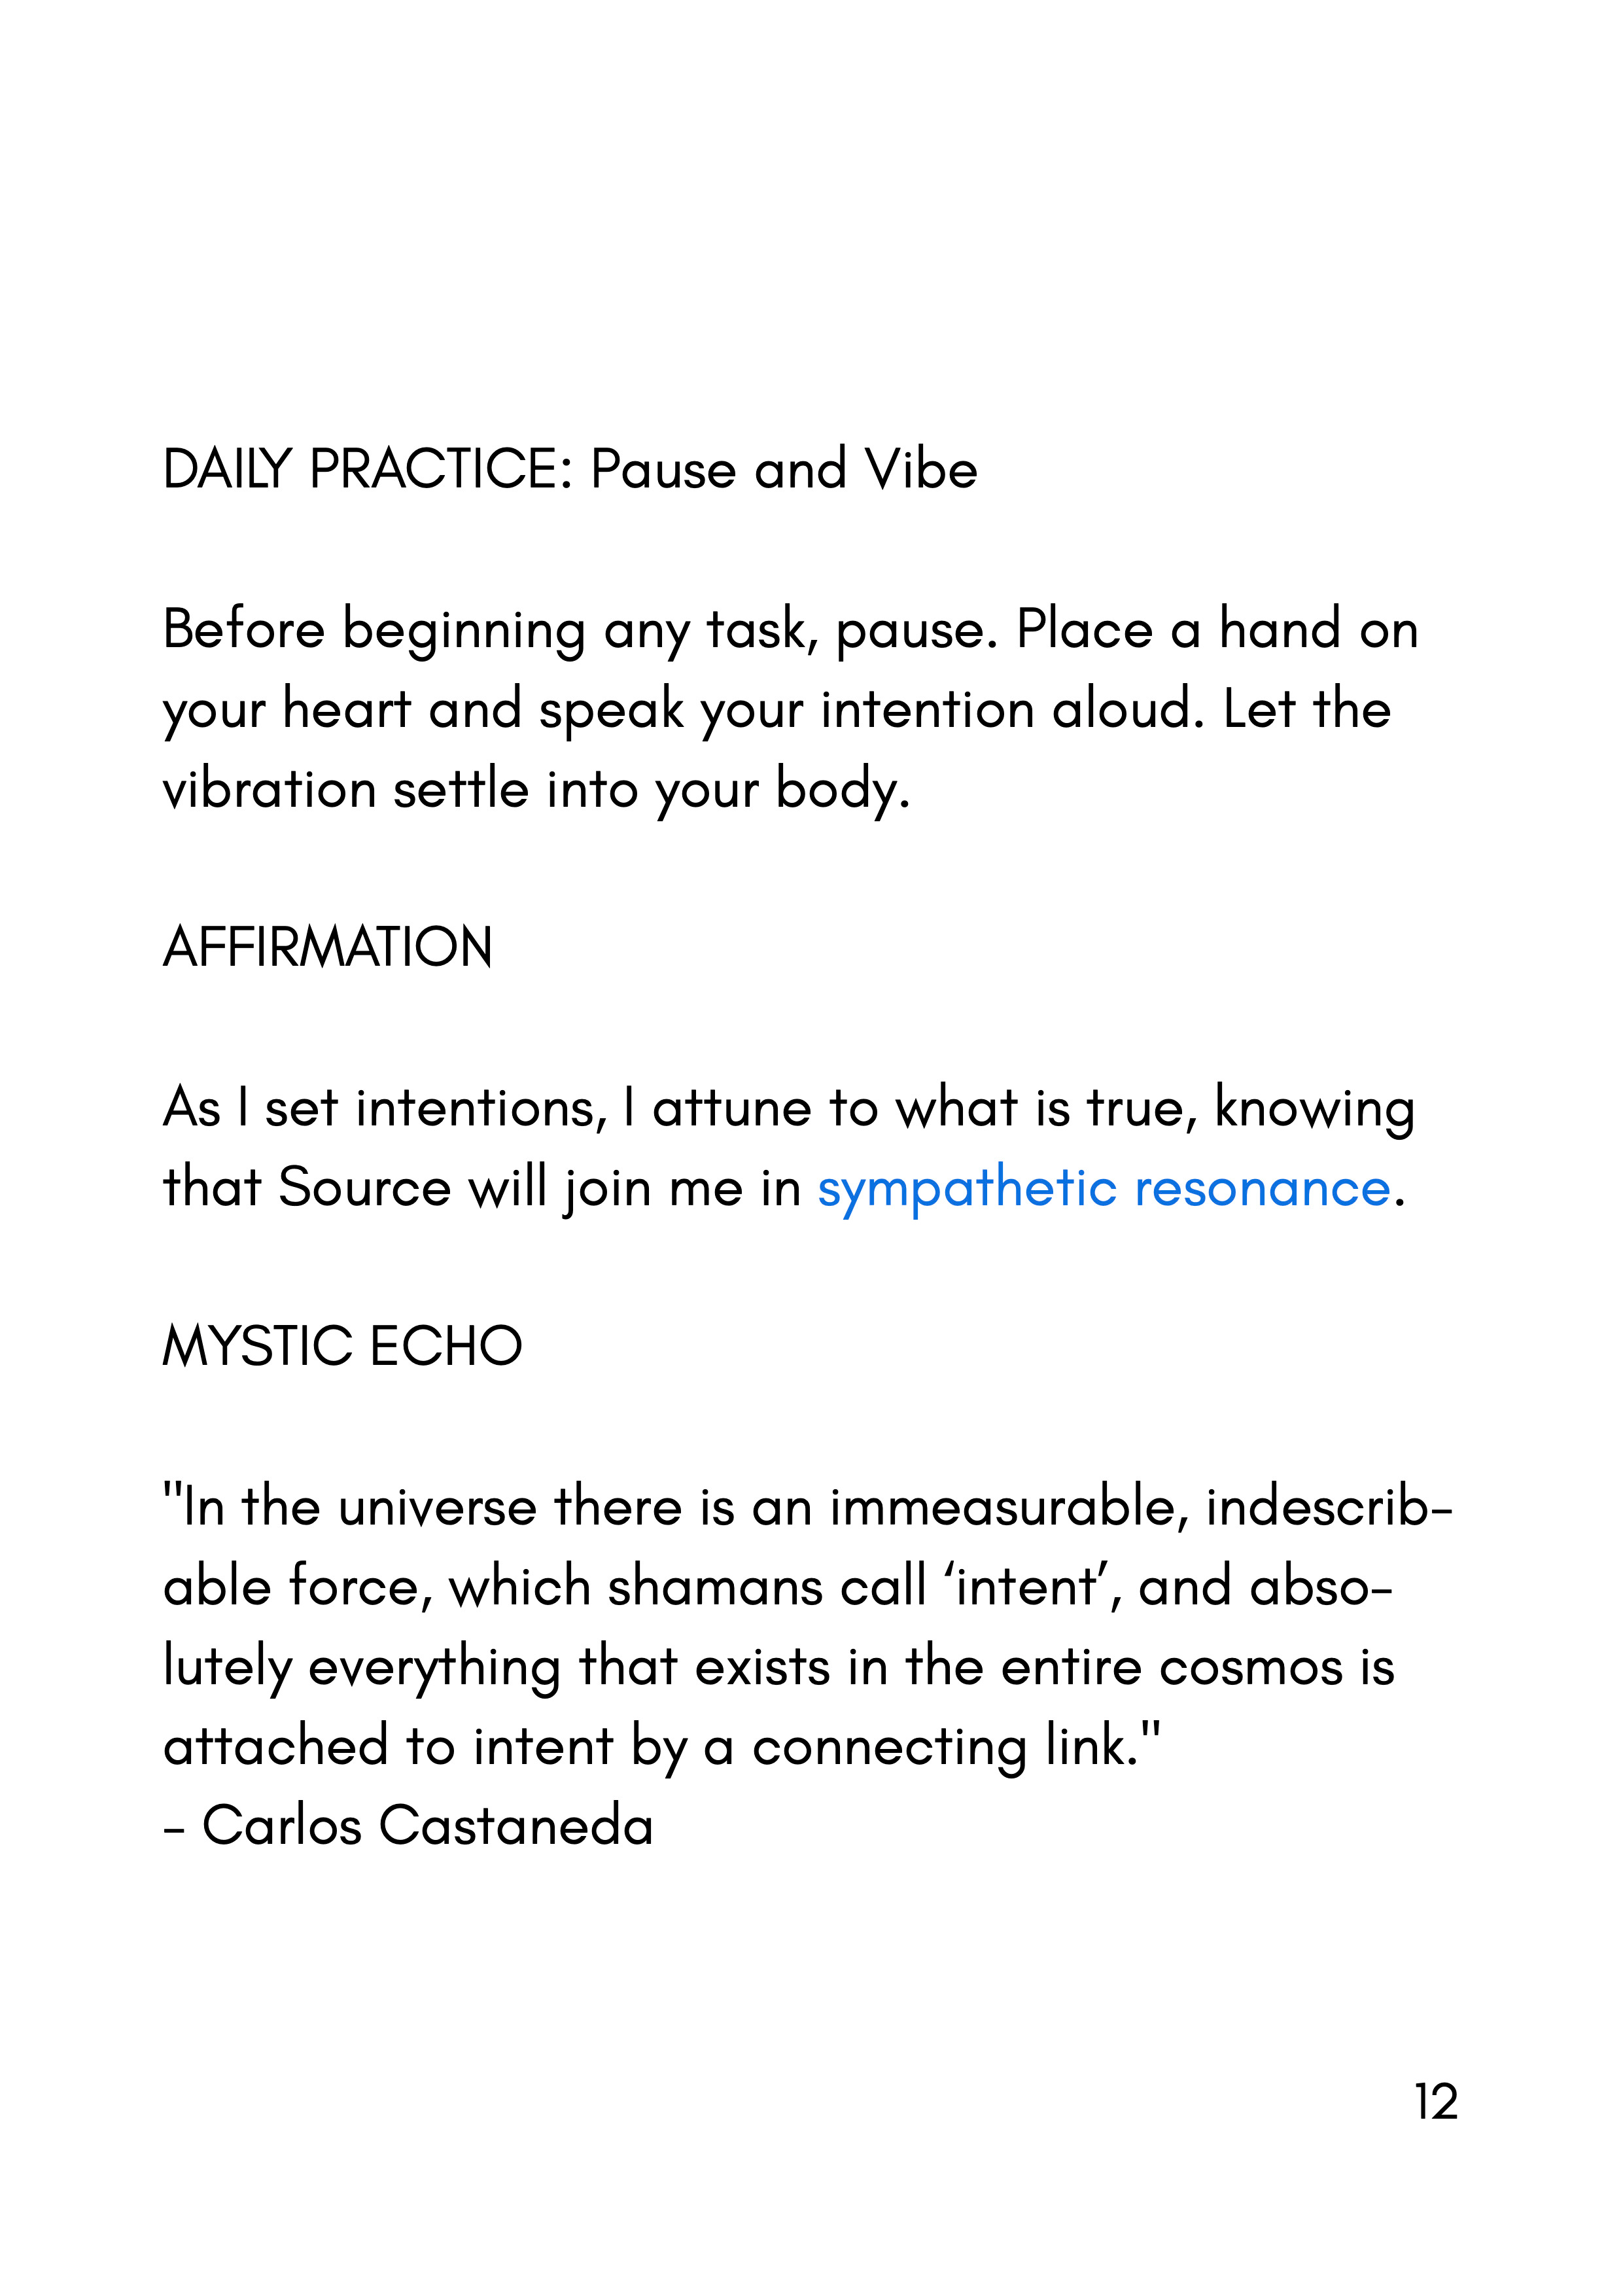 DAILY PRACTICE: Pause and Vibe
Before beginning any task, pause. Place a hand on
your heart and speak your intention aloud. Let the
vibration settle into your body.
AFFIRMATION
As I set intentions, I attune to what is true, knowing
that Source will join me in sympathetic resonance.
MYSTIC ECHO
"In the universe there is an immeasurable, indescrib-
able force, which shamans call ‘intent’, and abso-
lutely everything that exists in the entire cosmos is
attached to intent by a connecting link."
- Carlos Castaneda
12